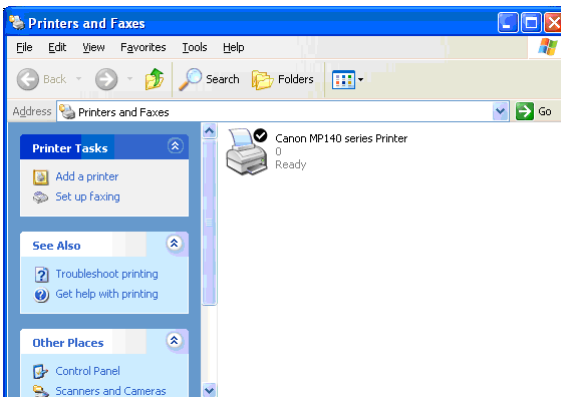 Printers and Faxes
File Edit View Favorites Tools Help
Back Search Folders
Address Printers and Faxes Go
Printer Tasks
Add a printer
Set up faxing
See Also
Troubleshoot printing
Get help with printing
Other Places
Control Panel
Scanners and Cameras
Canon MP140 series Printer
0
Ready